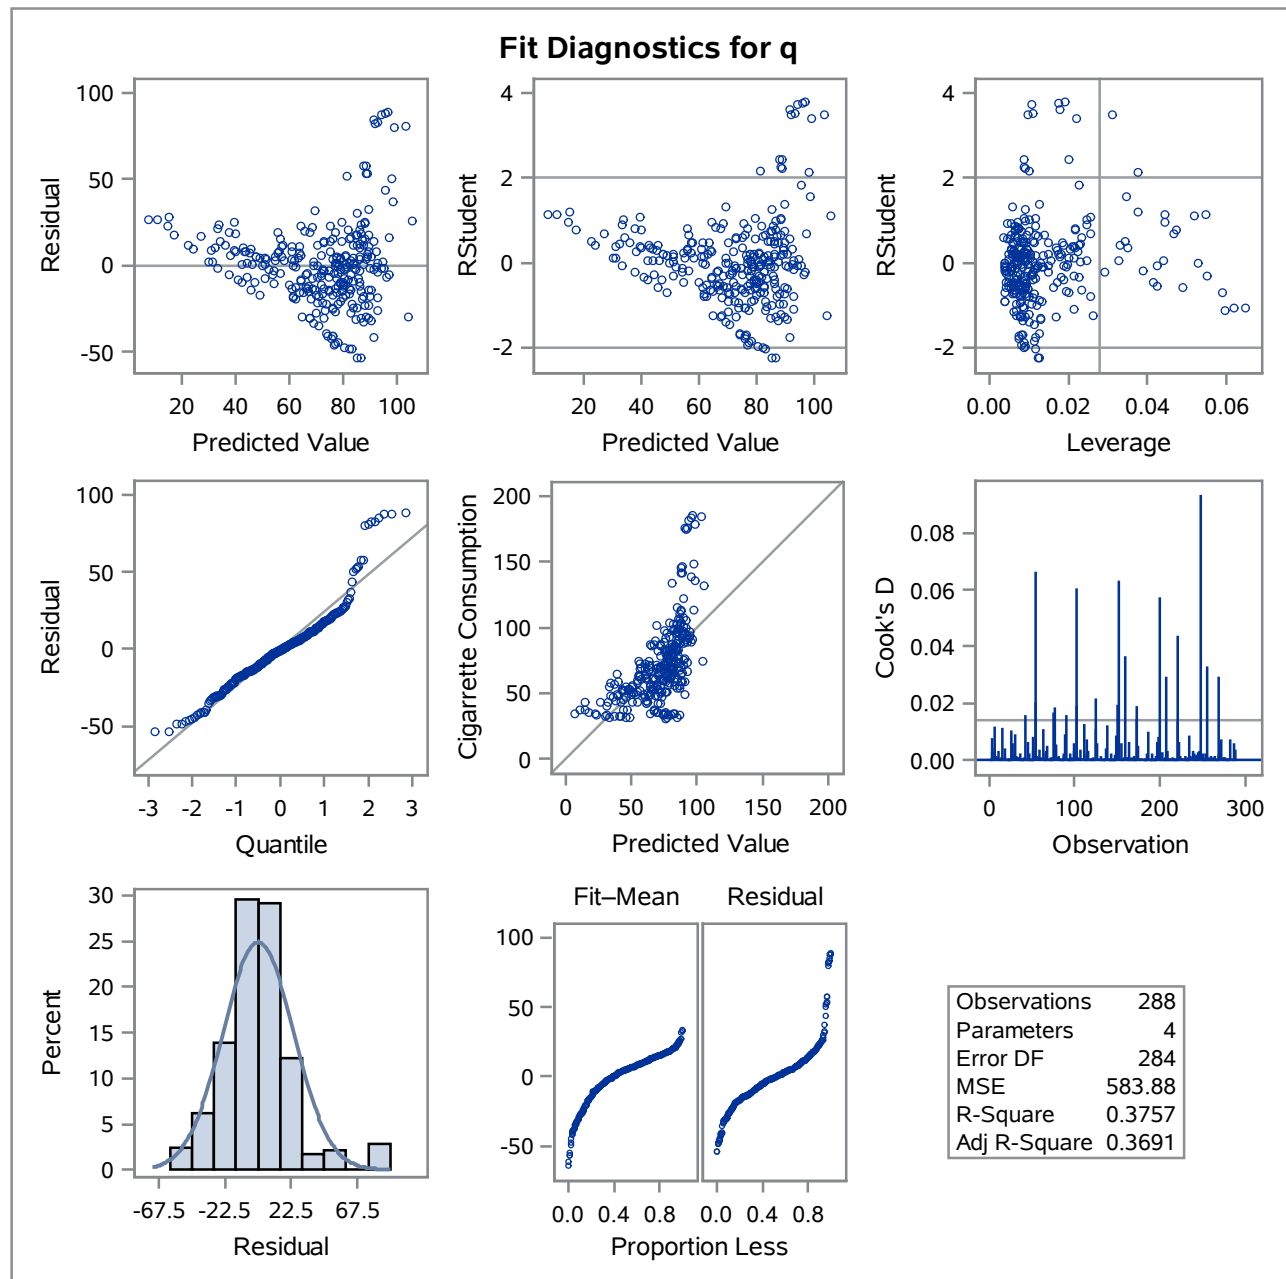 Fit Diagnostics for q
100
50
0
-50
Residual
20 40 60 80 100
Predicted Value
4
2
0
-2
RStudent
20 40 60 80 100
Predicted Value
4
2
0
-2
RStudent
0.00 0.02 0.04 0.06
Leverage
100
50
0
-50
Residual
-3 -2 -1 0 1 2 3
Quantile
200
150
100
50
0
Cigarrette Consumption
0 50 100 150 200
Predicted Value
0.08
0.06
0.04
0.02
0.00
Cook's D
0 100 200 300
Observation
30
25
20
15
10
5
0
Percent
-67.5 -22.5 22.5 67.5
Residual
Fit–Mean Residual
100
50
0
-50
0.0 0.4 0.8 0.0 0.4 0.8
Proportion Less
Observations 288
Parameters 4
Error DF 284
MSE 583.88
R-Square 0.3757
Adj R-Square 0.3691